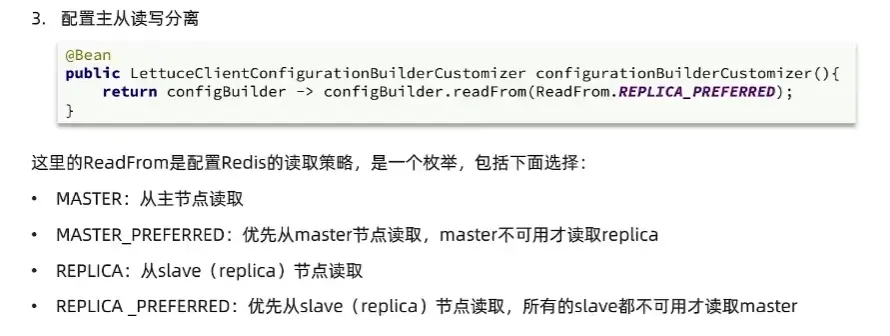 3. 配置主从读写分离
@Bean
public LettuceClientConfigurationBuilderCustomizer configurationBuilderCustomizer(){
    return configBuilder -> configBuilder.readFrom(ReadFrom.REPLICA_PREFERRED);
}
这里的ReadFrom是配置Redis的读取策略，是一个枚举，包括下面选择：
• MASTER：从主节点读取
• MASTER_PREFERRED：优先从master节点读取，master不可用才读取replica
• REPLICA：从slave（replica）节点读取
• REPLICA _PREFERRED：优先从slave（replica）节点读取，所有的slave都不可用才读取master